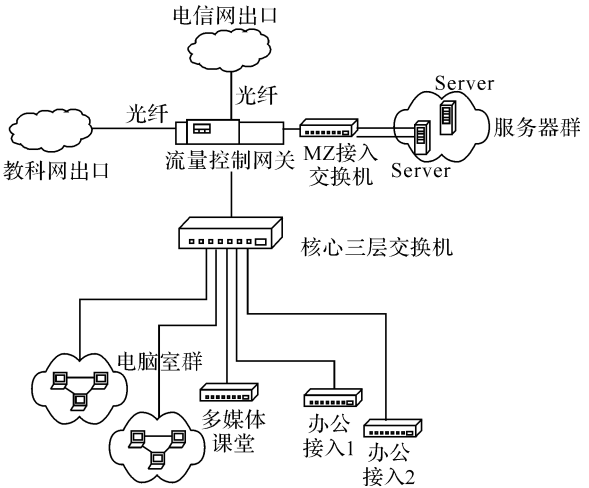 电信网出口
光纤
光纤
Server
教科网出口
流量控制网关
MZ接入
交换机
Server
服务器群
核心三层交换机
电脑室群
多媒体
课堂
办公
接入1
办公
接入2